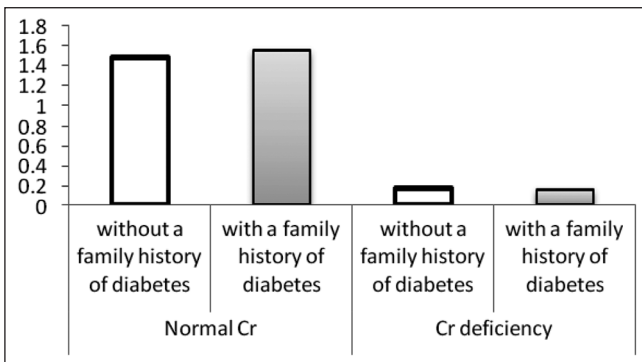 1.8
1.6
1.4
1.2
1
0.8
0.6
0.4
0.2
0
without a
family history
of diabetes
with a family
history of
diabetes
without a
family history
of diabetes
with a family
history of
diabetes
Normal Cr
Cr deficiency